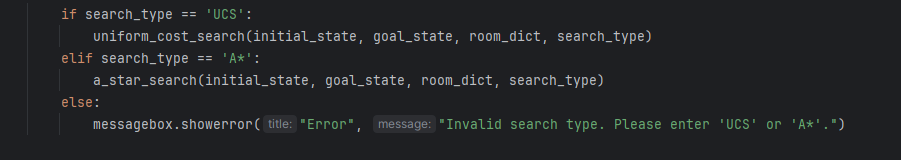 if search_type == 'UCS':
uniform_cost_search(initial_state, goal_state, room_dict, search_type)
elif search_type == 'A*':
a_star_search(initial_state, goal_state, room_dict, search_type)
else:
messagebox.showerror( title: "Error", message: "Invalid search type. Please enter 'UCS' or 'A*'.")